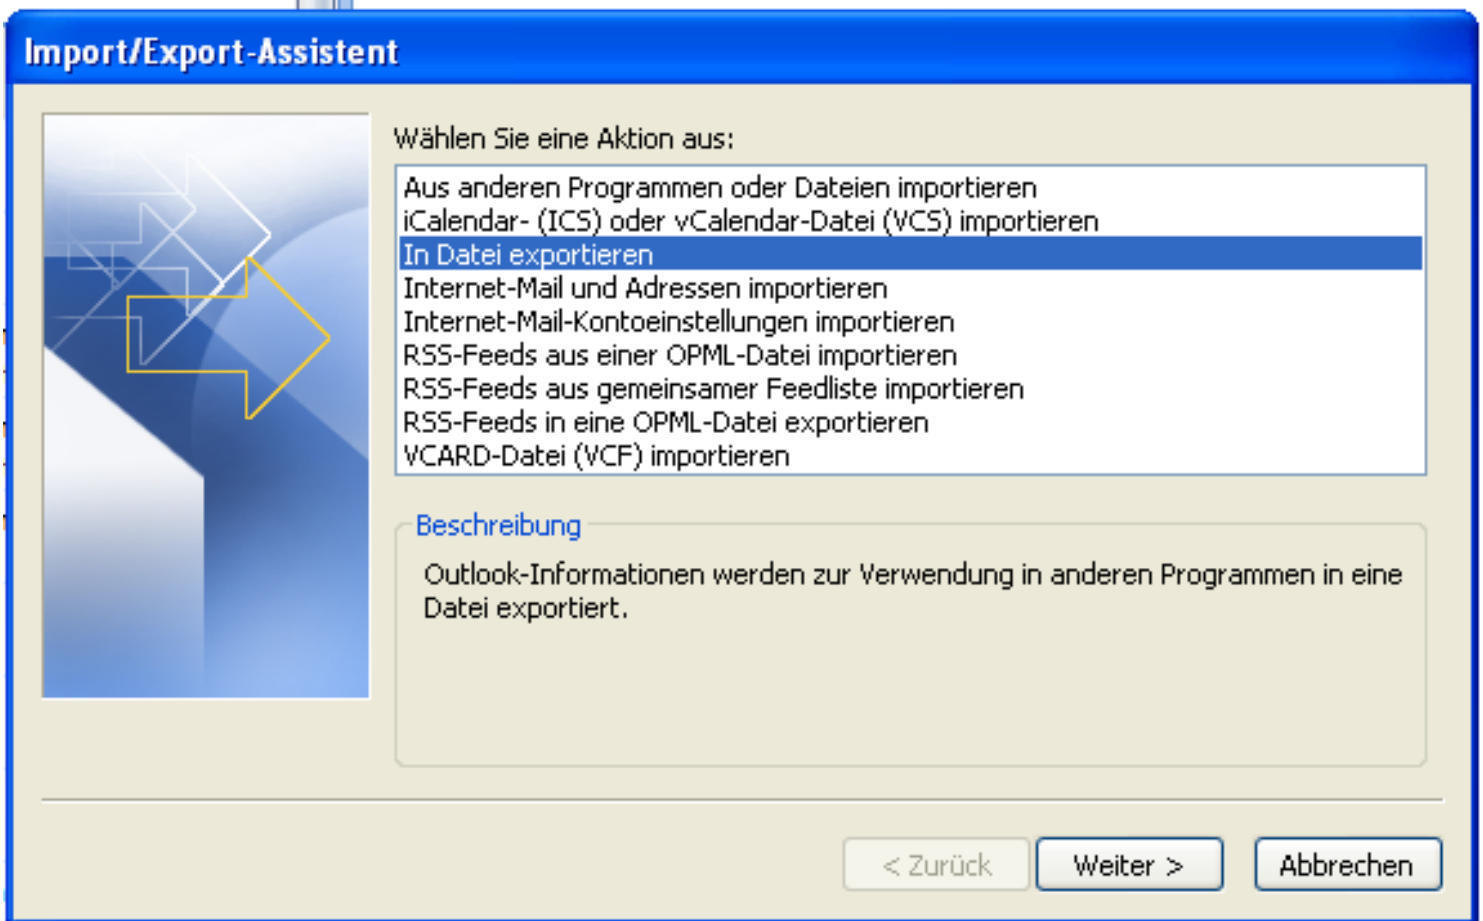 Import/Export-Assistent
Wählen Sie eine Aktion aus:
Aus anderen Programmen oder Dateien importieren
iCalendar- (ICS) oder vCalendar-Datei (VCS) importieren
In Datei exportieren
Internet-Mail und Adressen importieren
Internet-Mail-Kontoeinstellungen importieren
RSS-Feeds aus einer OPML-Datei importieren
RSS-Feeds aus gemeinsamer Feedliste importieren
RSS-Feeds in eine OPML-Datei exportieren
VCARD-Datei (VCF) importieren
Beschreibung
Outlook-Informationen werden zur Verwendung in anderen Programmen in eine
Datei exportiert.
< Zurück Weiter > Abbrechen